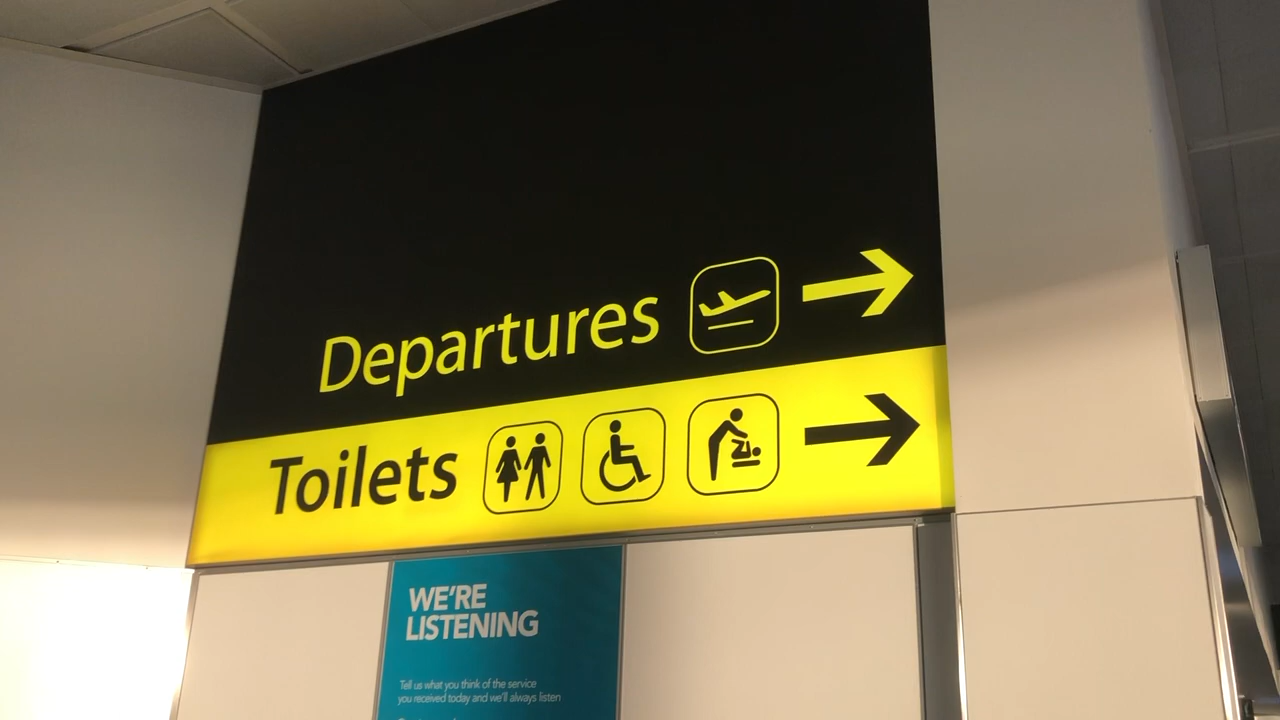 Departures
Toilets
WE'RE
LISTENING
Tell us what you think of the service
you received today and we'll always listen